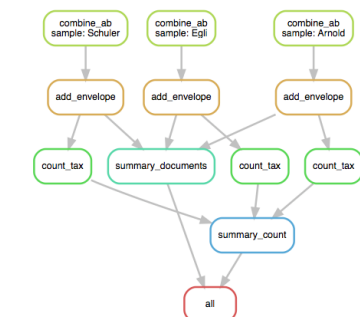 combine_ab
sample: Schuler
combine_ab
sample: Egli
combine_ab
sample: Arnold
add_envelope
add_envelope
add_envelope
count_tax
summary_documents
count_tax
count_tax
summary_count
all